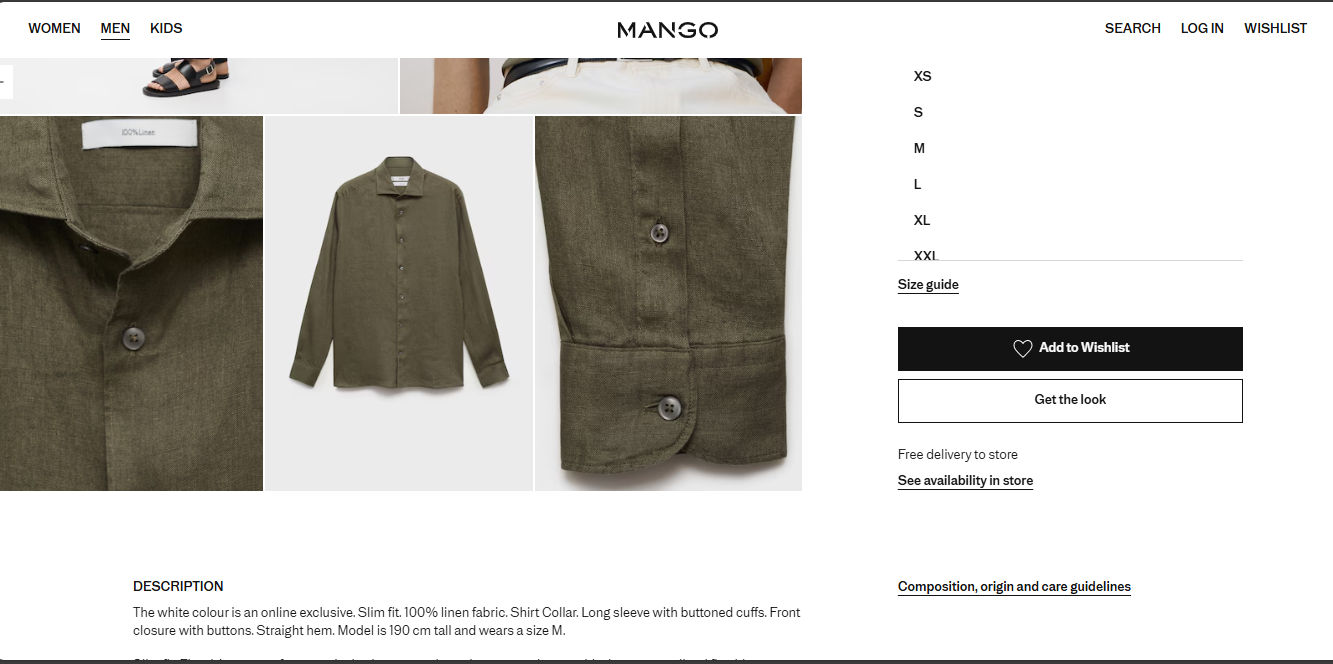 WOMEN MEN KIDS MANGO SEARCH LOG IN WISHLIST
100% Linen
XS
S
M
L
XL
XXL
Size guide
Add to Wishlist
Get the look
Free delivery to store
See availability in store
DESCRIPTION
The white colour is an online exclusive. Slim fit. 100% linen fabric. Shirt Collar. Long sleeve with buttoned cuffs. Front
closure with buttons. Straight hem. Model is 190 cm tall and wears a size M.
Composition, origin and care guidelines